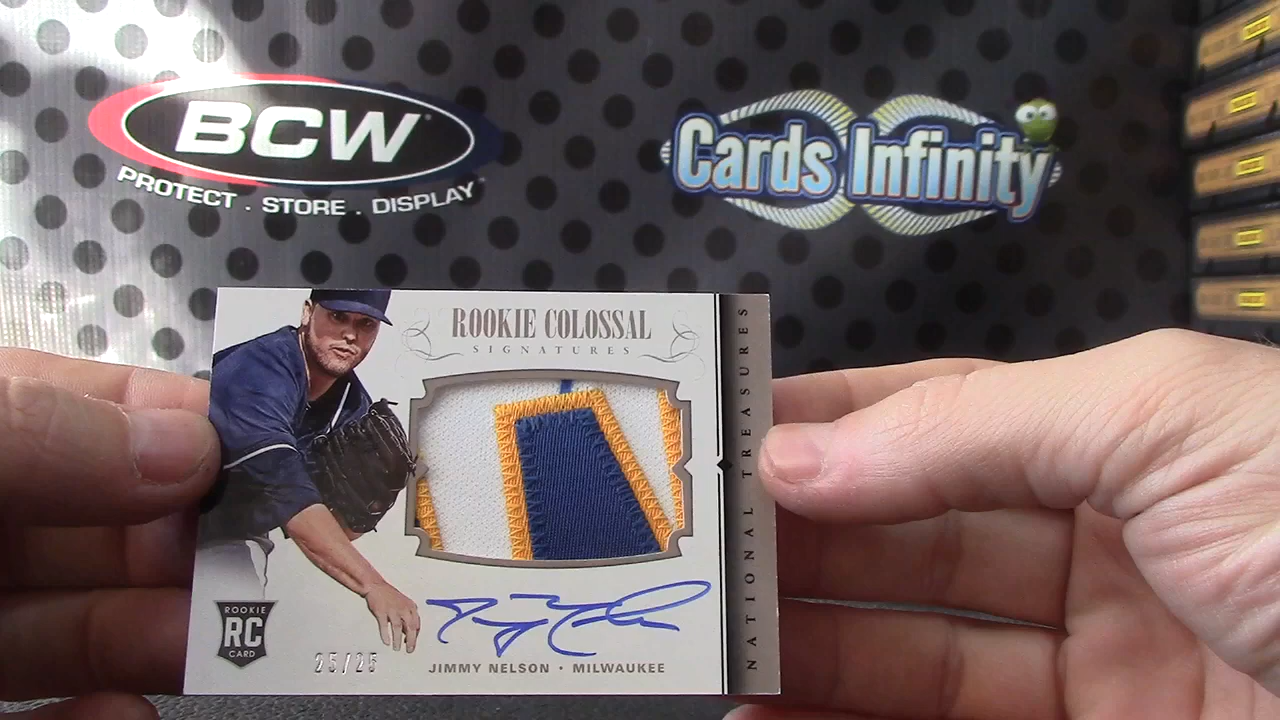 BCW
PROTECT . STORE . DISPLAY
Cards Infinity
ROOKIE COLOSSAL
SIGNATURES
NATIONAL TREASURES
ROOKIE
RC
CARD
25/25
JIMMY NELSON • MILWAUKEE